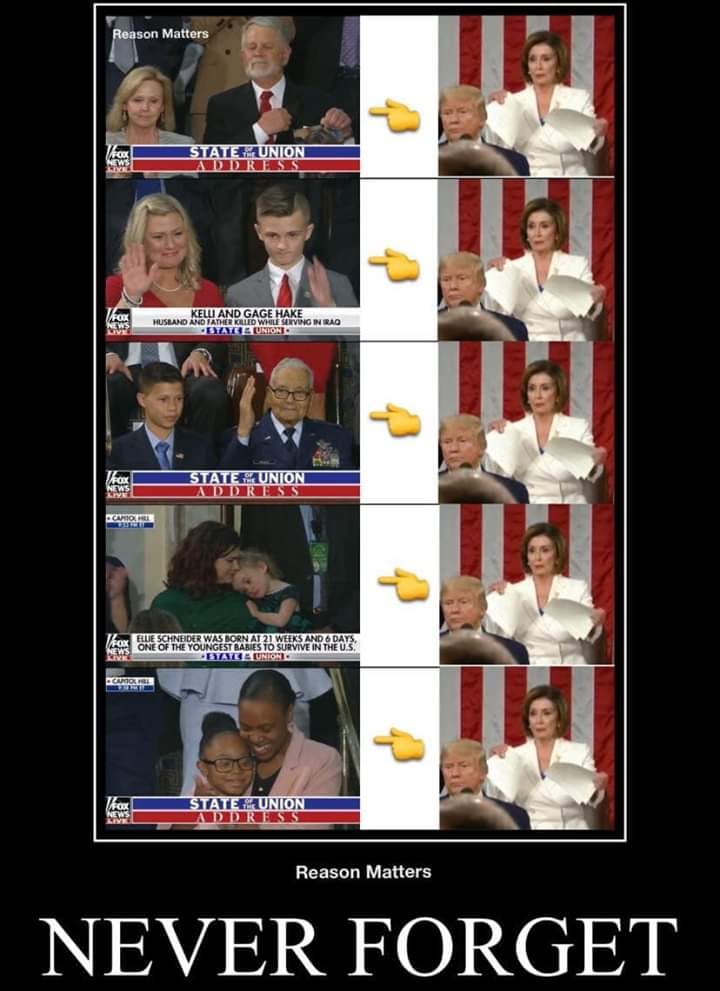 Reason Matters
FOX
NEWS
LIVE
STATE OF THE UNION
ADDRESS
KELLI AND GAGE HAKE
HUSBAND AND FATHER KILLED WHILE SERVING IN IRAQ
FOX
NEWS
LIVE
STATE OF THE UNION
FOX
NEWS
LIVE
STATE OF THE UNION
ADDRESS
CAPITOL HILL
ELLIE SCHNEIDER WAS BORN AT 21 WEEKS AND 6 DAYS,
ONE OF THE YOUNGEST BABIES TO SURVIVE IN THE U.S.
FOX
NEWS
LIVE
STATE OF THE UNION
CAPITOL HILL
FOX
NEWS
LIVE
STATE OF THE UNION
ADDRESS
Reason Matters
NEVER FORGET